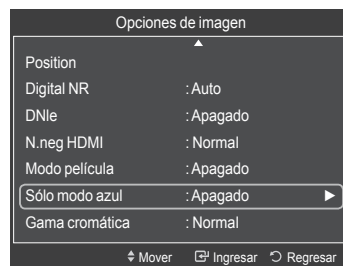 Opciones de imagen
Position
Digital NR : Auto
DNIe : Apagado
N.neg HDMI : Normal
Modo película : Apagado
Sólo modo azul : Apagado
Gama cromática : Normal
Mover Ingresar Regresar